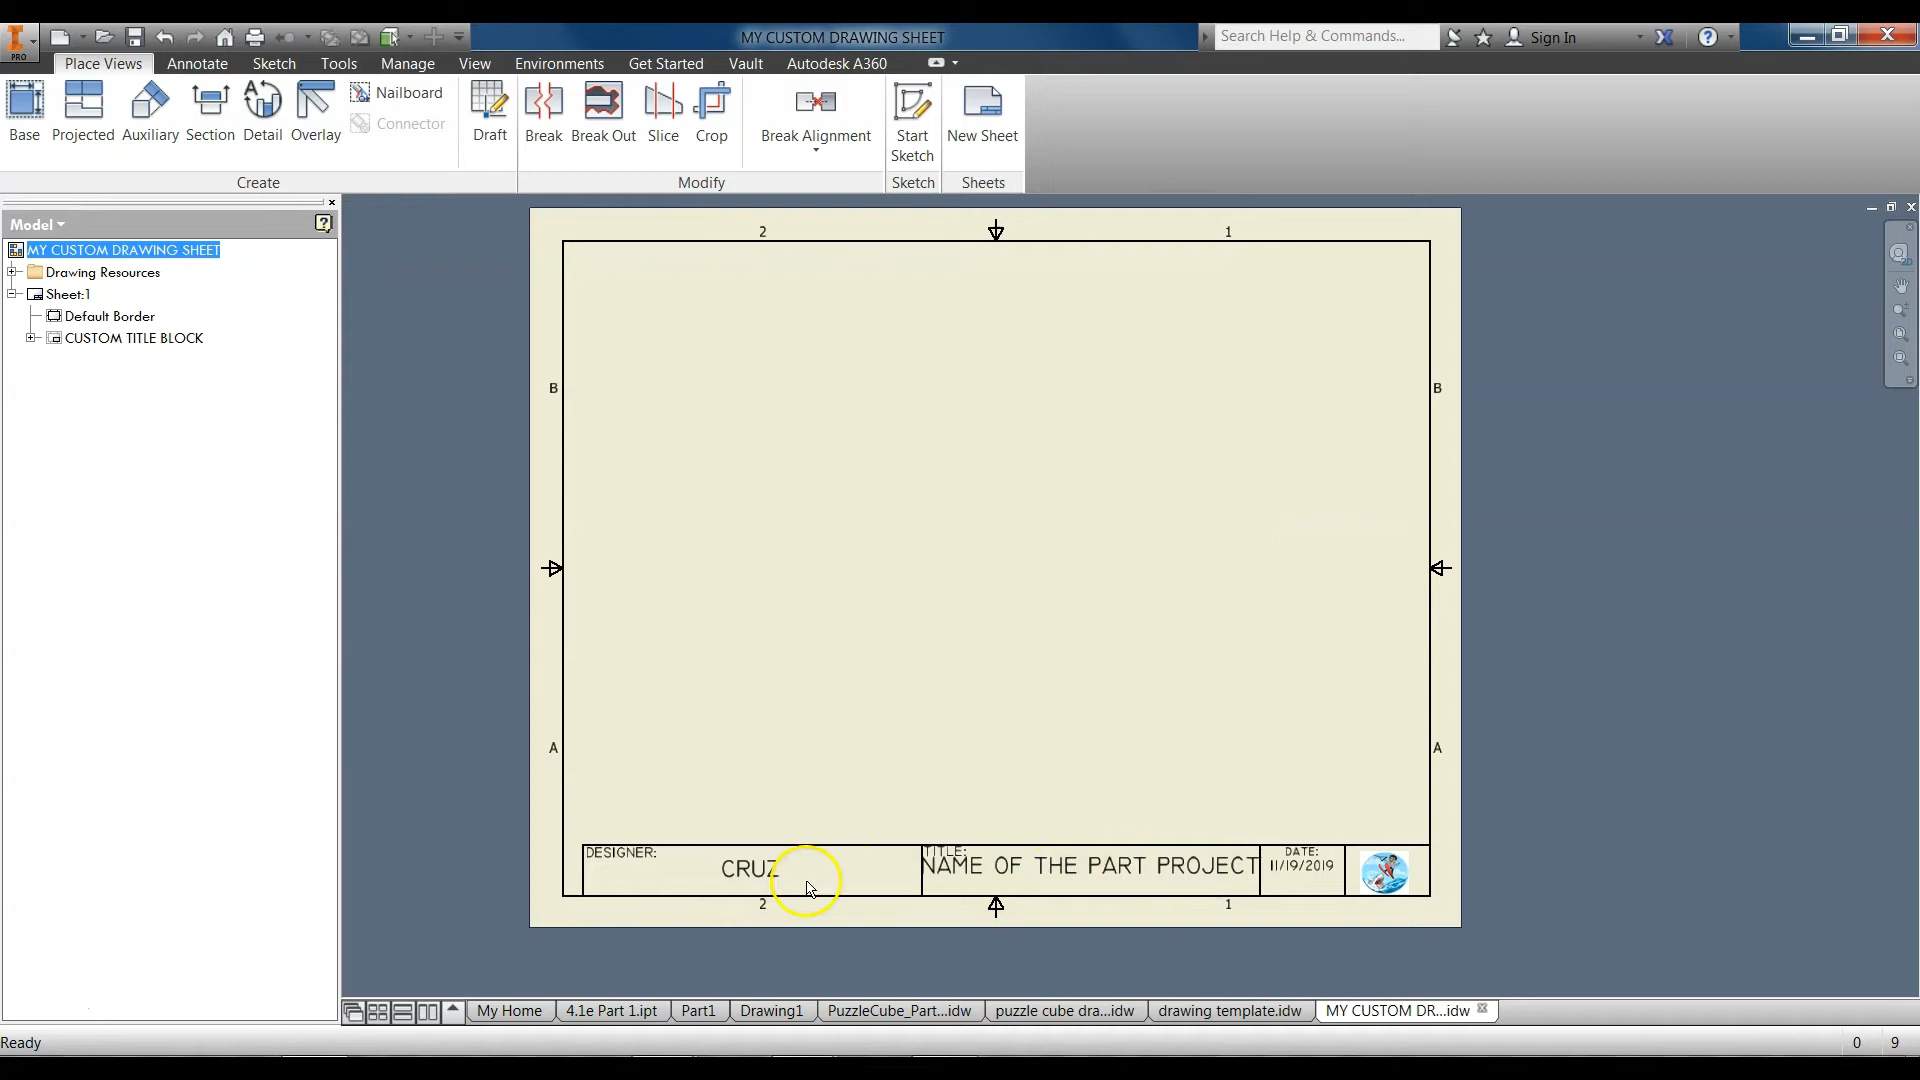 PRO
MY CUSTOM DRAWING SHEET
Search Help & Commands...
Sign In
Place Views Annotate Sketch Tools Manage View Environments Get Started Vault Autodesk A360
Base Projected Auxiliary Section Detail Overlay
Nailboard
Connector
Draft
Break Break Out Slice Crop
Break Alignment
Start Sketch
New Sheet
Create Modify Sketch Sheets
Model
MY CUSTOM DRAWING SHEET
Drawing Resources
Sheet:1
Default Border
CUSTOM TITLE BLOCK
2 1
B B
A A
DESIGNER:
CRUZ
TITLE:
NAME OF THE PART PROJECT
DATE:
11/19/2019
2 1
My Home 4.1e Part 1.ipt Part1 Drawing1 PuzzleCube_Part...idw puzzle cube dra...idw drawing template.idw MY CUSTOM DR...idw
Ready 0 9